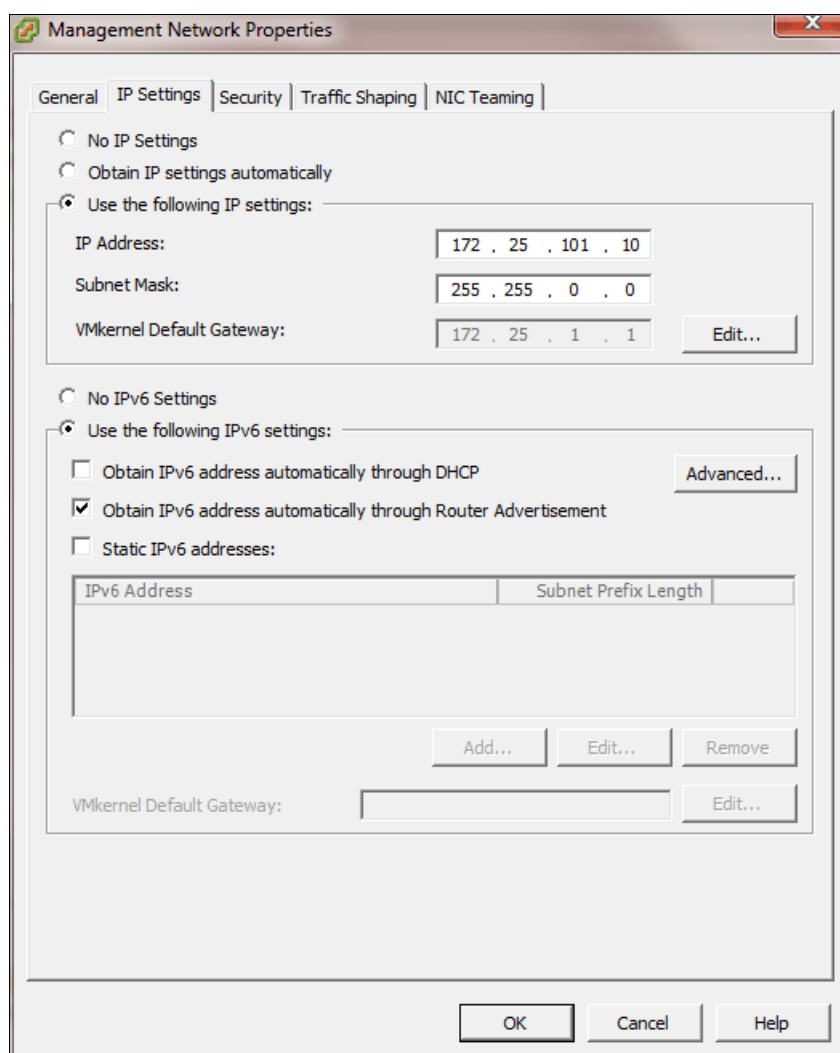 Management Network Properties
General IP Settings Security Traffic Shaping NIC Teaming
No IP Settings
Obtain IP settings automatically
Use the following IP settings:
IP Address: 172 . 25 . 101 . 10
Subnet Mask: 255 . 255 . 0 . 0
VMkernel Default Gateway: 172 . 25 . 1 . 1 Edit...
No IPv6 Settings
Use the following IPv6 settings:
Obtain IPv6 address automatically through DHCP Advanced...
Obtain IPv6 address automatically through Router Advertisement
Static IPv6 addresses:
IPv6 Address Subnet Prefix Length
Add... Edit... Remove
VMkernel Default Gateway: Edit...
OK Cancel Help